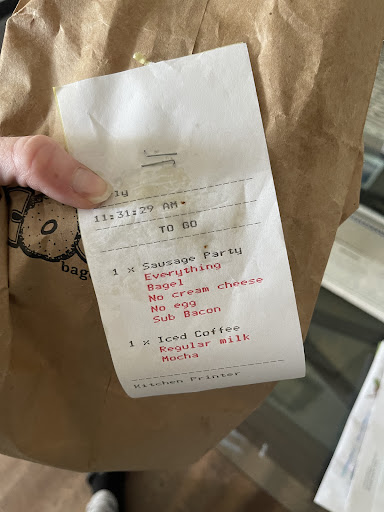 11:31:29 AM
TO GO
1 x Sausage Party
Everything
Bagel
No cream cheese
No egg
Sub Bacon
1 x Iced Coffee
Regular milk
Mocha
Kitchen Printer
bag